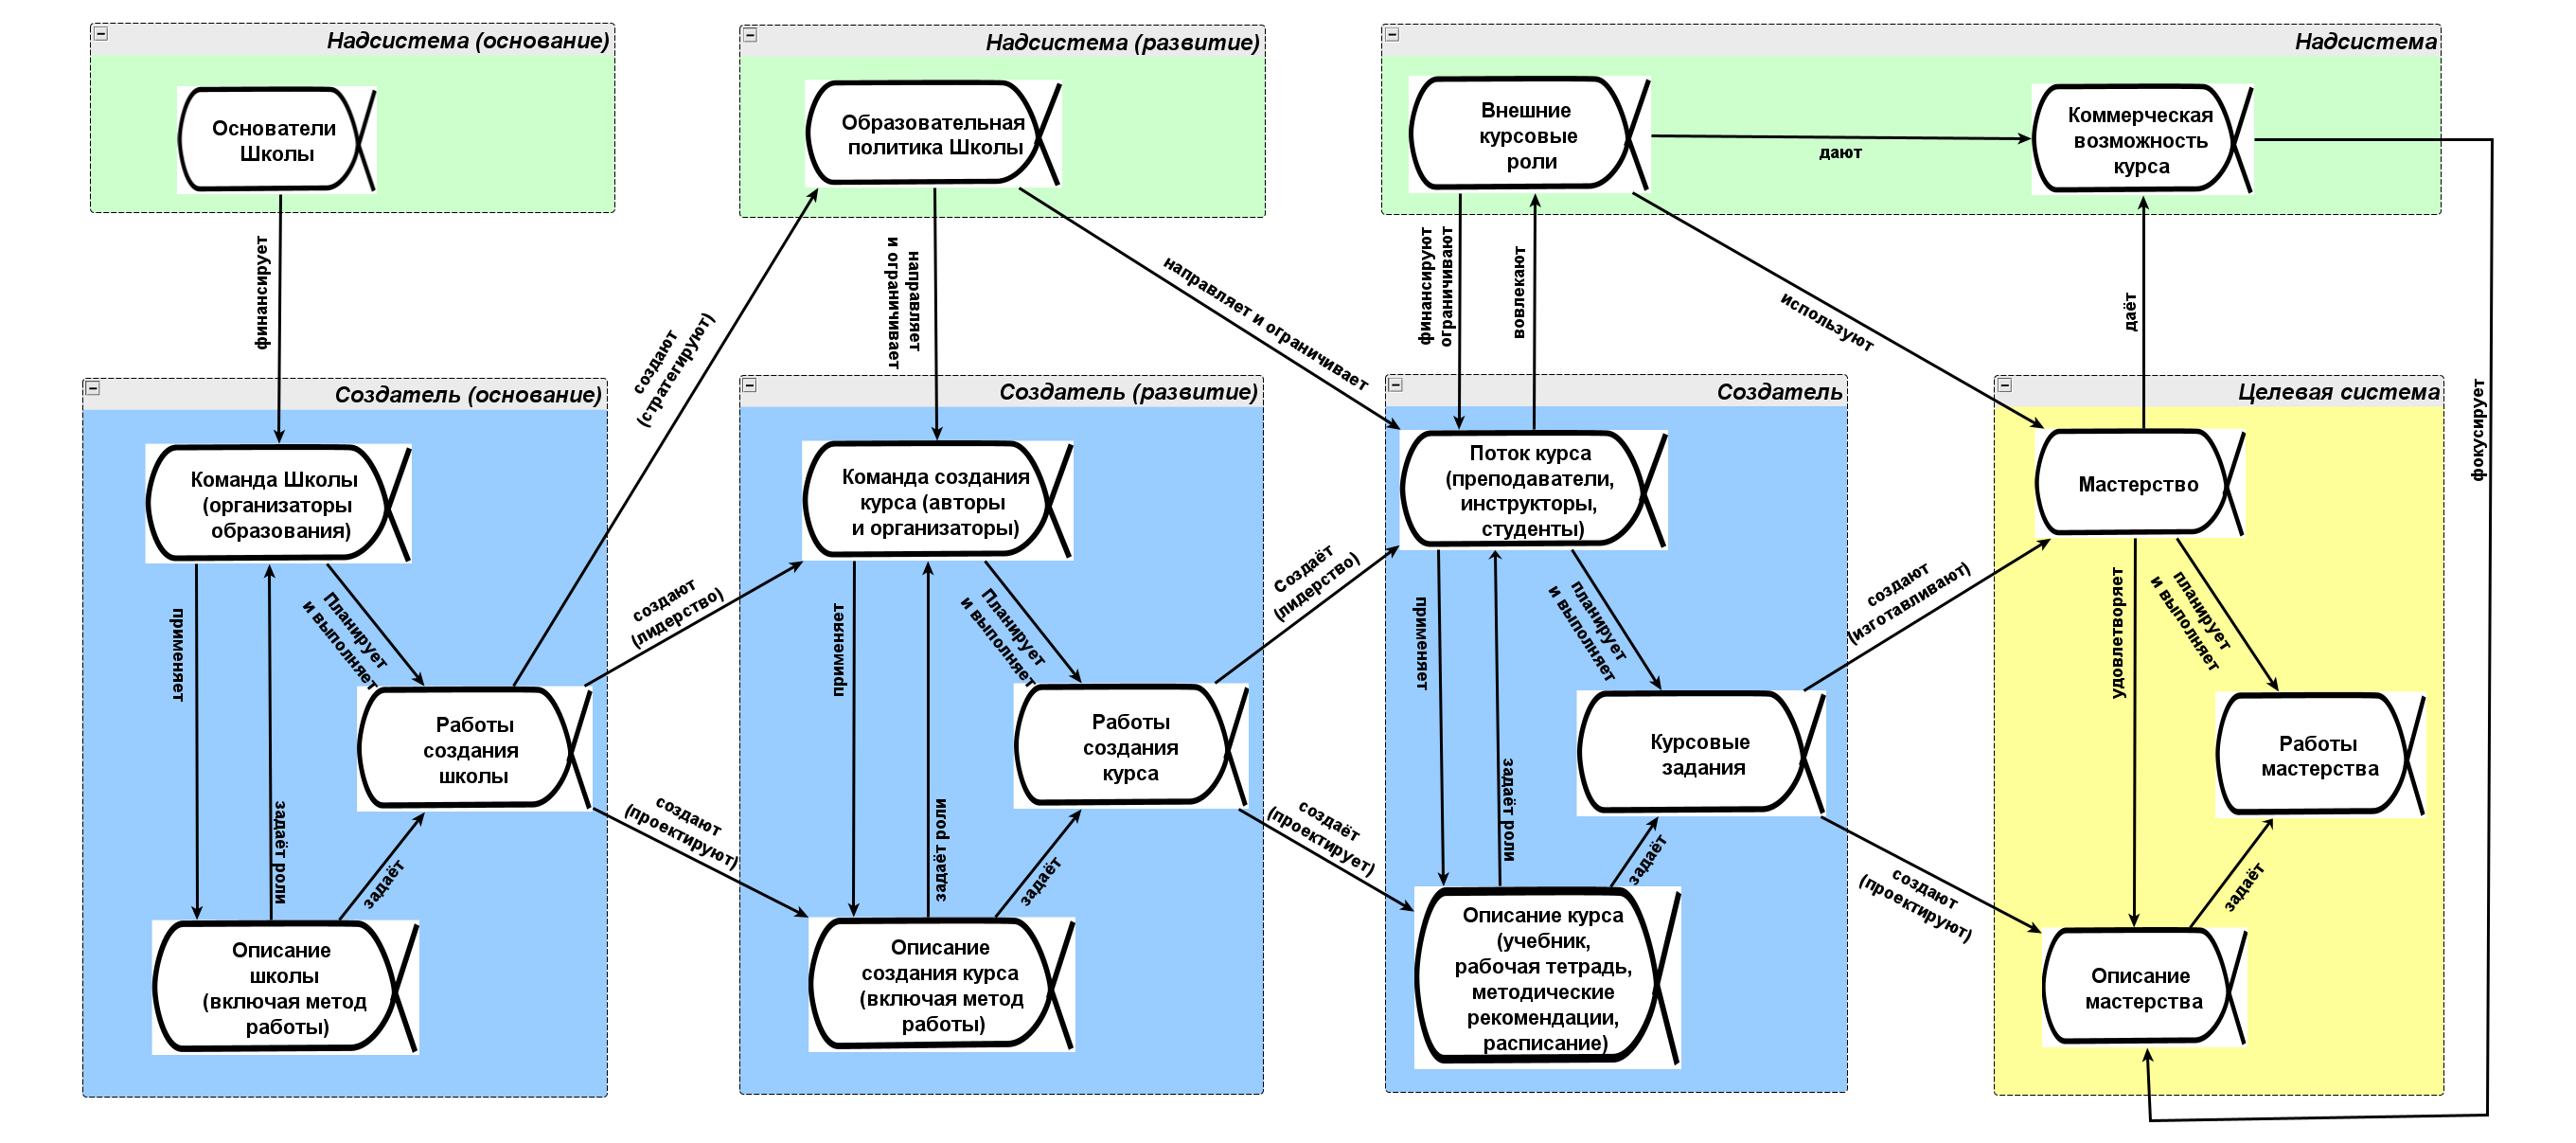 Надсистема (основание)
Основатели
Школы
финансирует
Создатель (основание)
Команда Школы
(организаторы
образования)
применяет
задаёт роли
Планирует
и выполняет
Работы
создания
школы
задаёт
Описание
школы
(включая метод
работы)
создают
(стратегируют)
создают
(лидерство)
создают
(проектируют)
Надсистема (развитие)
Образовательная
политика Школы
направляет
и ограничивает
направляет и ограничивает
Создатель (развитие)
Команда создания
курса (авторы
и организаторы)
применяет
задаёт роли
Планирует
и выполняет
Работы
создания
курса
задаёт
Описание
создания курса
(включая метод
работы)
Создаёт
(лидерство)
создаёт
(проектирует)
Надсистема
Внешние
курсовые
роли
дают
Коммерческая
возможность
курса
финансируют
ограничивают
вовлекают
используют
даёт
фокусирует
Создатель
Поток курса
(преподаватели,
инструкторы,
студенты)
применяет
задаёт роли
планирует
и выполняет
Курсовые
задания
задаёт
Описание курса
(учебник,
рабочая тетрадь,
методические
рекомендации,
расписание)
создают
(изготавливают)
создают
(проектируют)
Целевая система
Мастерство
удовлетворяет
планирует
и выполняет
Работы
мастерства
задаёт
Описание
мастерства